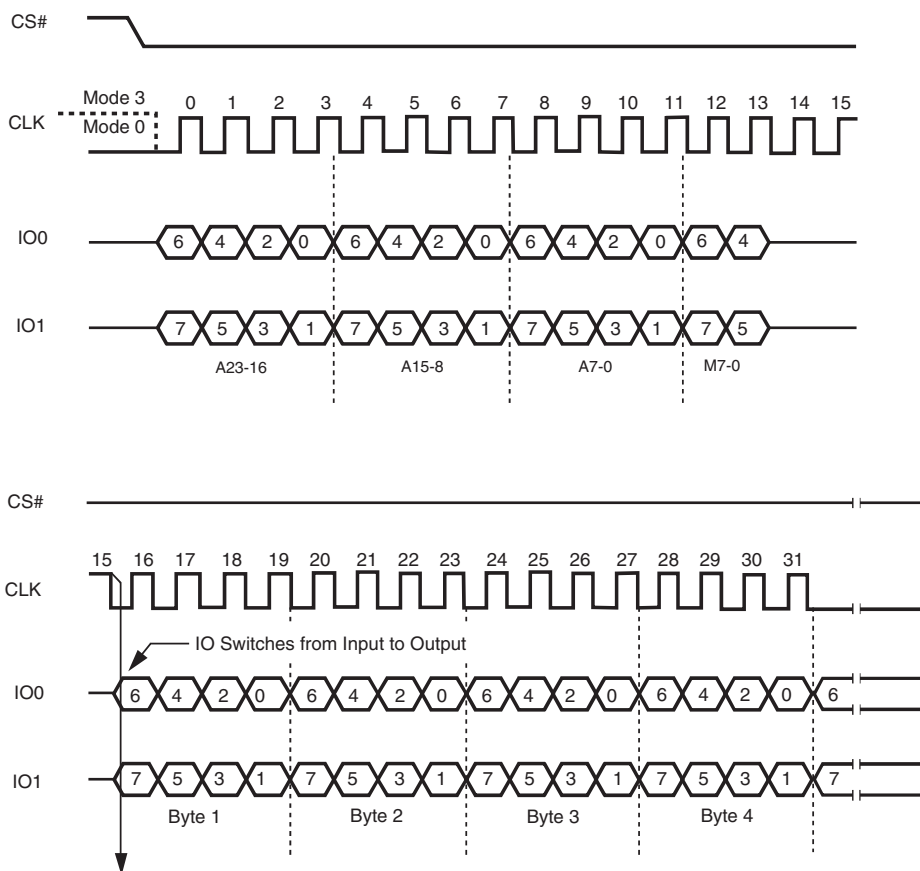 CS#
Mode 3
0 1 2 3 4 5 6 7 8 9 10 11 12 13 14 15
CLK
Mode 0
IO0 6 4 2 0 6 4 2 0 6 4 2 0 6 4
IO1 7 5 3 1 7 5 3 1 7 5 3 1 7 5
A23-16 A15-8 A7-0 M7-0
CS#
15 16 17 18 19 20 21 22 23 24 25 26 27 28 29 30 31
CLK
IO Switches from Input to Output
IO0 6 4 2 0 6 4 2 0 6 4 2 0 6 4 2 0 6
IO1 7 5 3 1 7 5 3 1 7 5 3 1 7 5 3 1 7
Byte 1 Byte 2 Byte 3 Byte 4